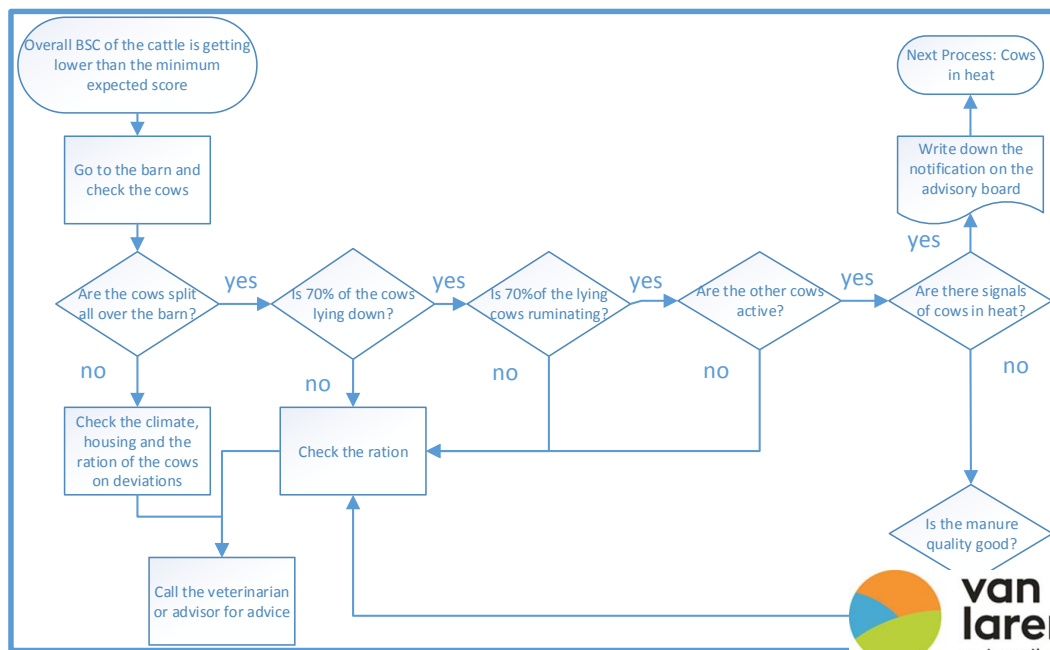 Overall BSC of the cattle is getting
lower than the minimum
expected score
Next Process: Cows
in heat
Go to the barn and
check the cows
Write down the
notification on the
advisory board
yes
Are the cows split
all over the barn?
yes
Is 70% of the cows
lying down?
yes
Is 70%of the lying
cows ruminating?
yes
Are the other cows
active?
yes
Are there signals
of cows in heat?
no
no
no
no
no
Check the climate,
housing and the
ration of the cows
on deviations
Check the ration
Is the manure
quality good?
Call the veterinarian
or advisor for advice
van
laren